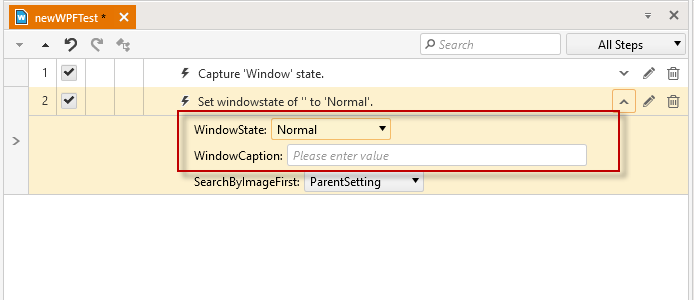 newWPFTest *
Search
All Steps
1 Capture 'Window' state.
2 Set windowstate of '' to 'Normal'.
WindowState: Normal
WindowCaption: Please enter value
SearchByImageFirst: ParentSetting